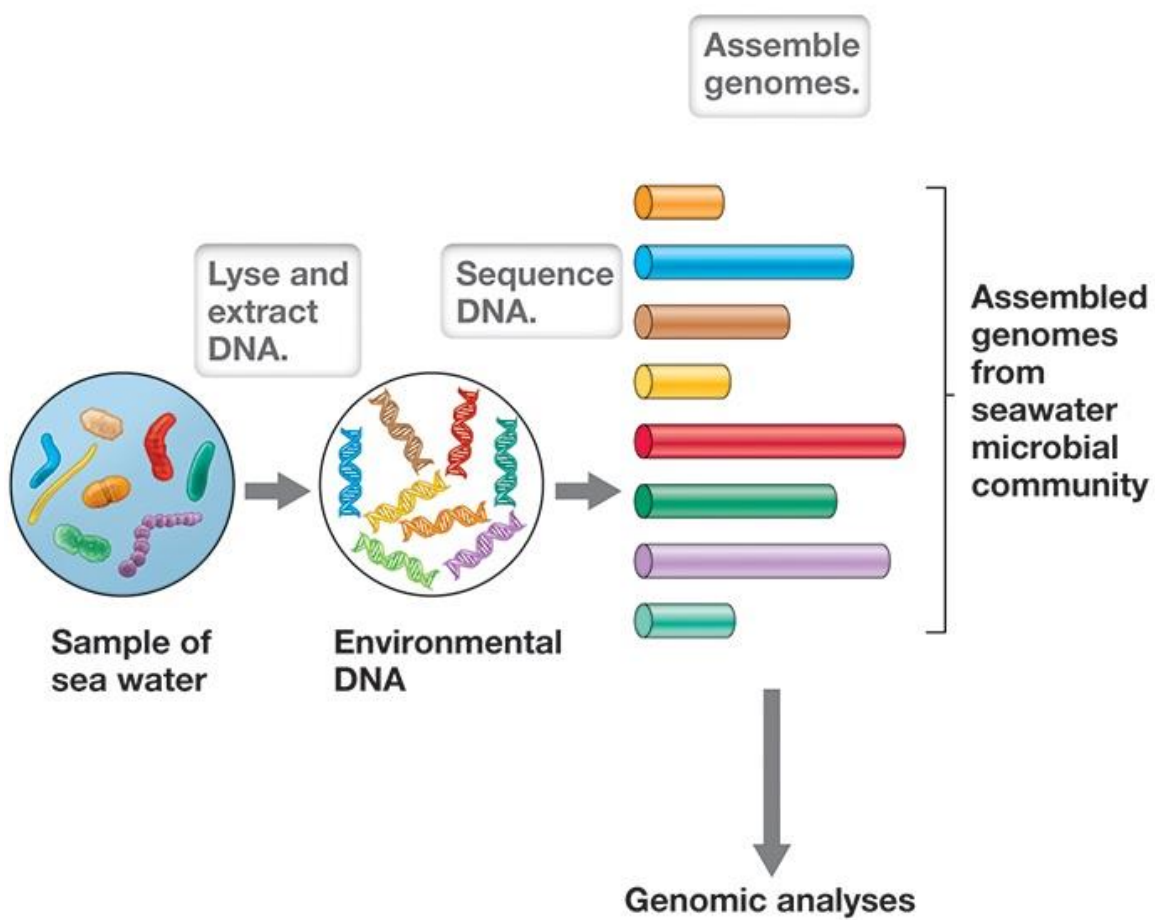 Assemble
genomes.
Lyse and
extract
DNA.
Sequence
DNA.
Assembled
genomes
from
seawater
microbial
community
Sample of
sea water
Environmental
DNA
Genomic analyses